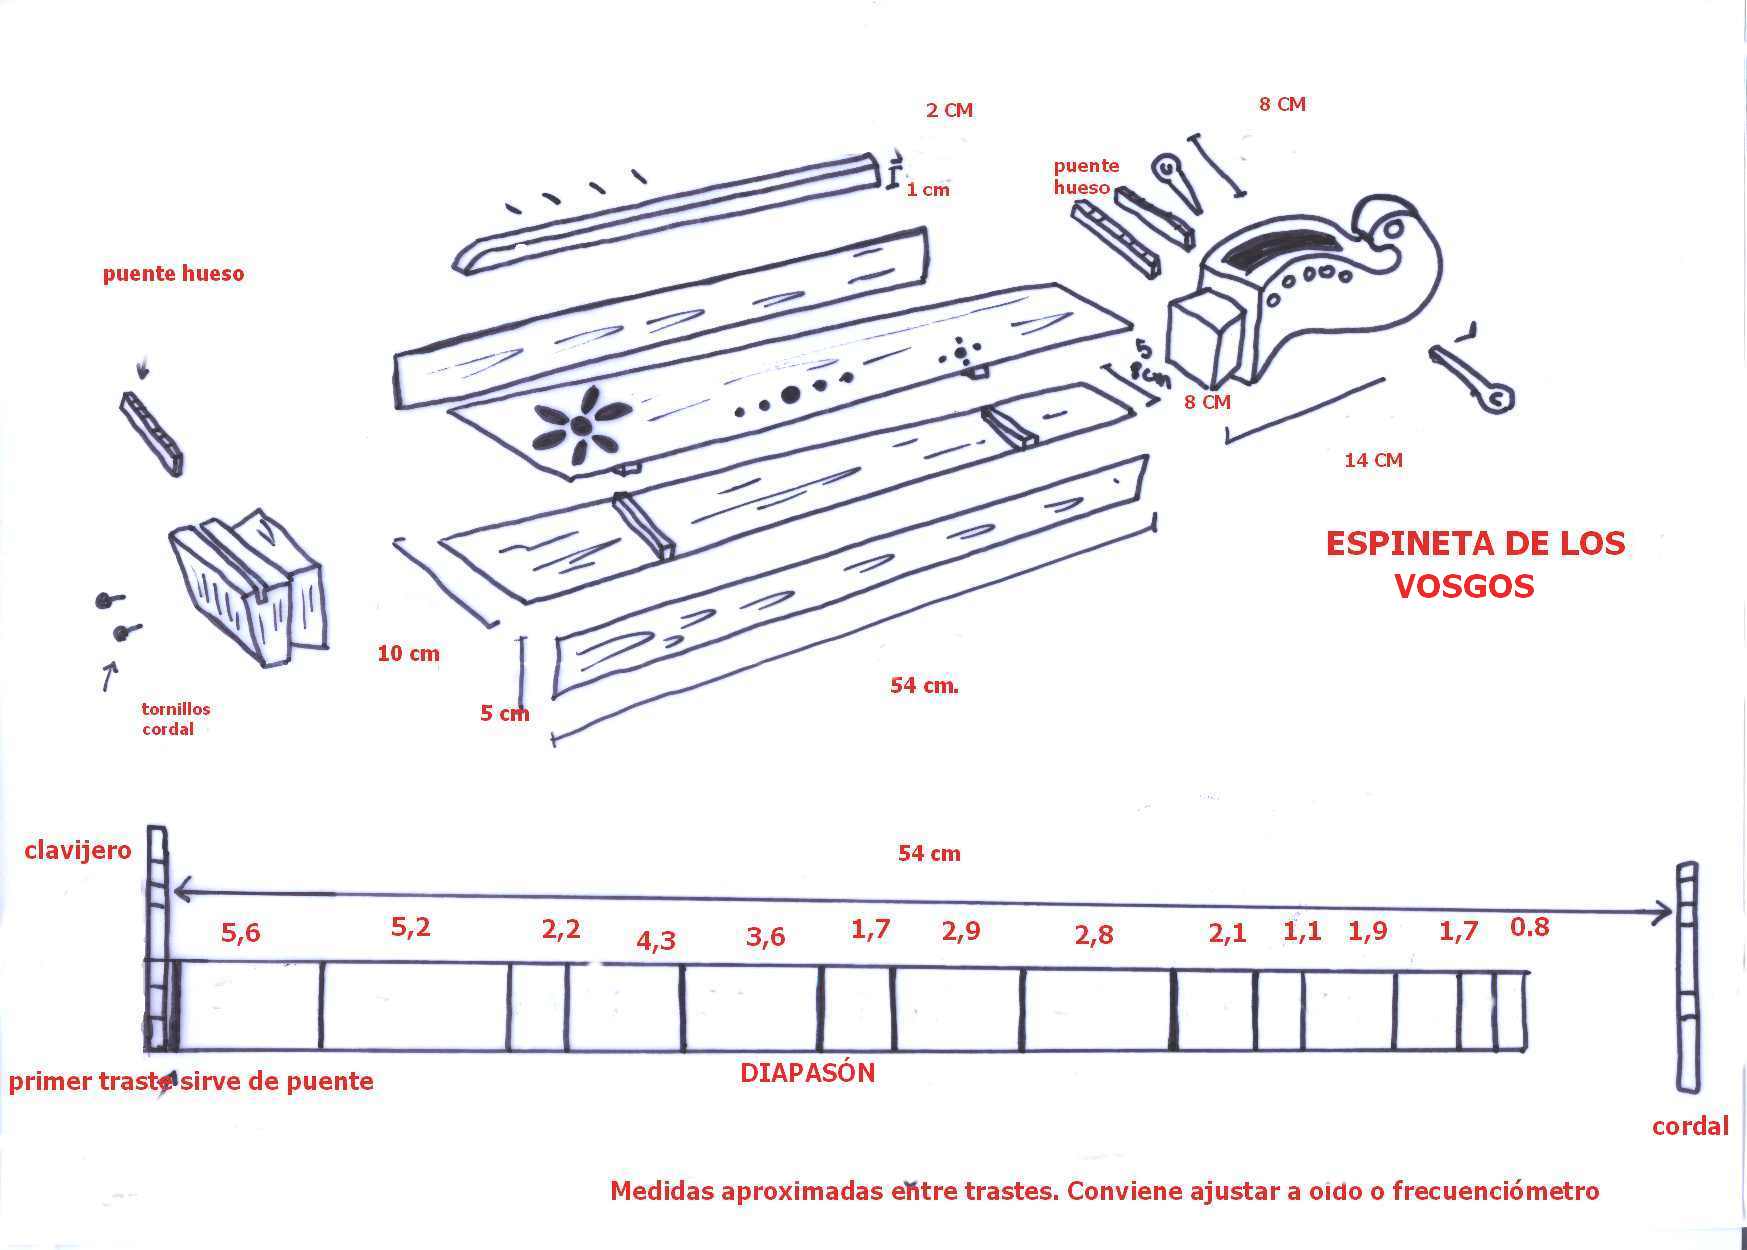 2 CM
8 CM
1 cm
puente
hueso
puente hueso
5
8cm
8 CM
14 CM
ESPINETA DE LOS
VOSGOS
10 cm
5 cm
54 cm.
tornillos
cordal
clavijero
54 cm
5,6 5,2 2,2 4,3 3,6 1,7 2,9 2,8 2,1 1,1 1,9 1,7 0.8
primer traste sirve de puente
DIAPASÓN
cordal
Medidas aproximadas entre trastes. Conviene ajustar a oído o frecuenciómetro